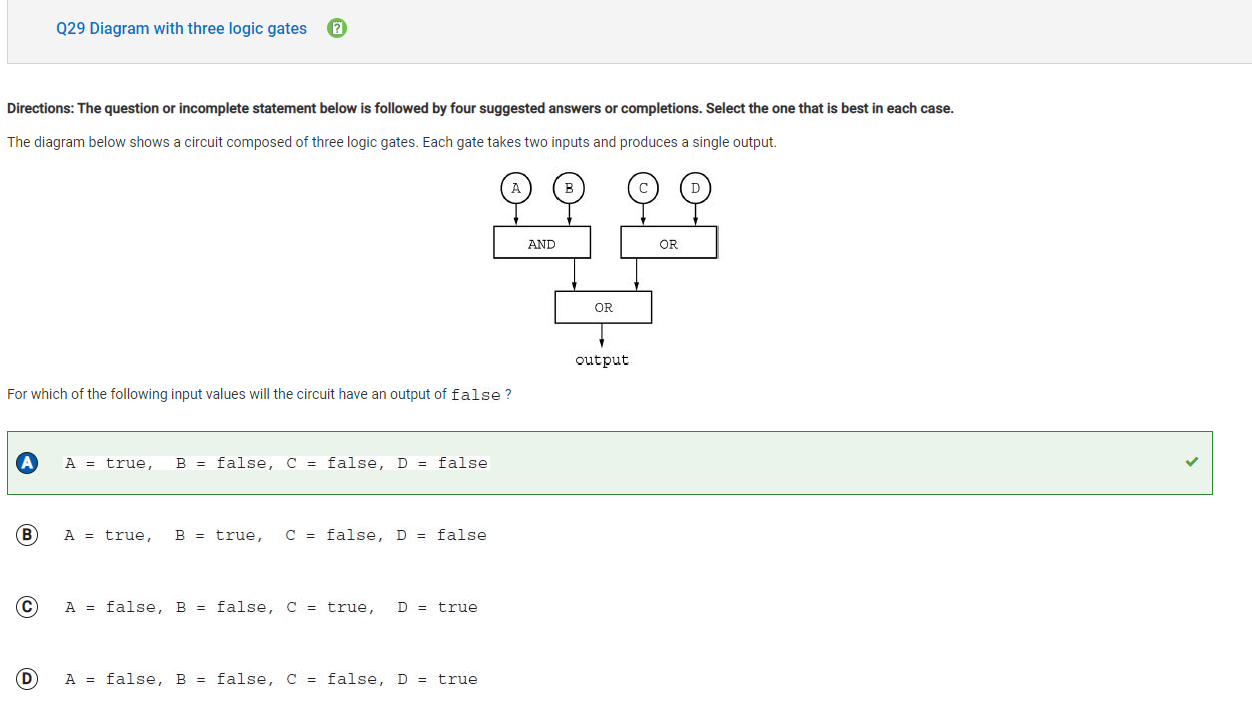 Q29 Diagram with three logic gates ?
Directions: The question or incomplete statement below is followed by four suggested answers or completions. Select the one that is best in each case.
The diagram below shows a circuit composed of three logic gates. Each gate takes two inputs and produces a single output.
A B C D
AND OR
OR
output
For which of the following input values will the circuit have an output of false ?
A A = true, B = false, C = false, D = false
B A = true, B = true, C = false, D = false
C A = false, B = false, C = true, D = true
D A = false, B = false, C = false, D = true